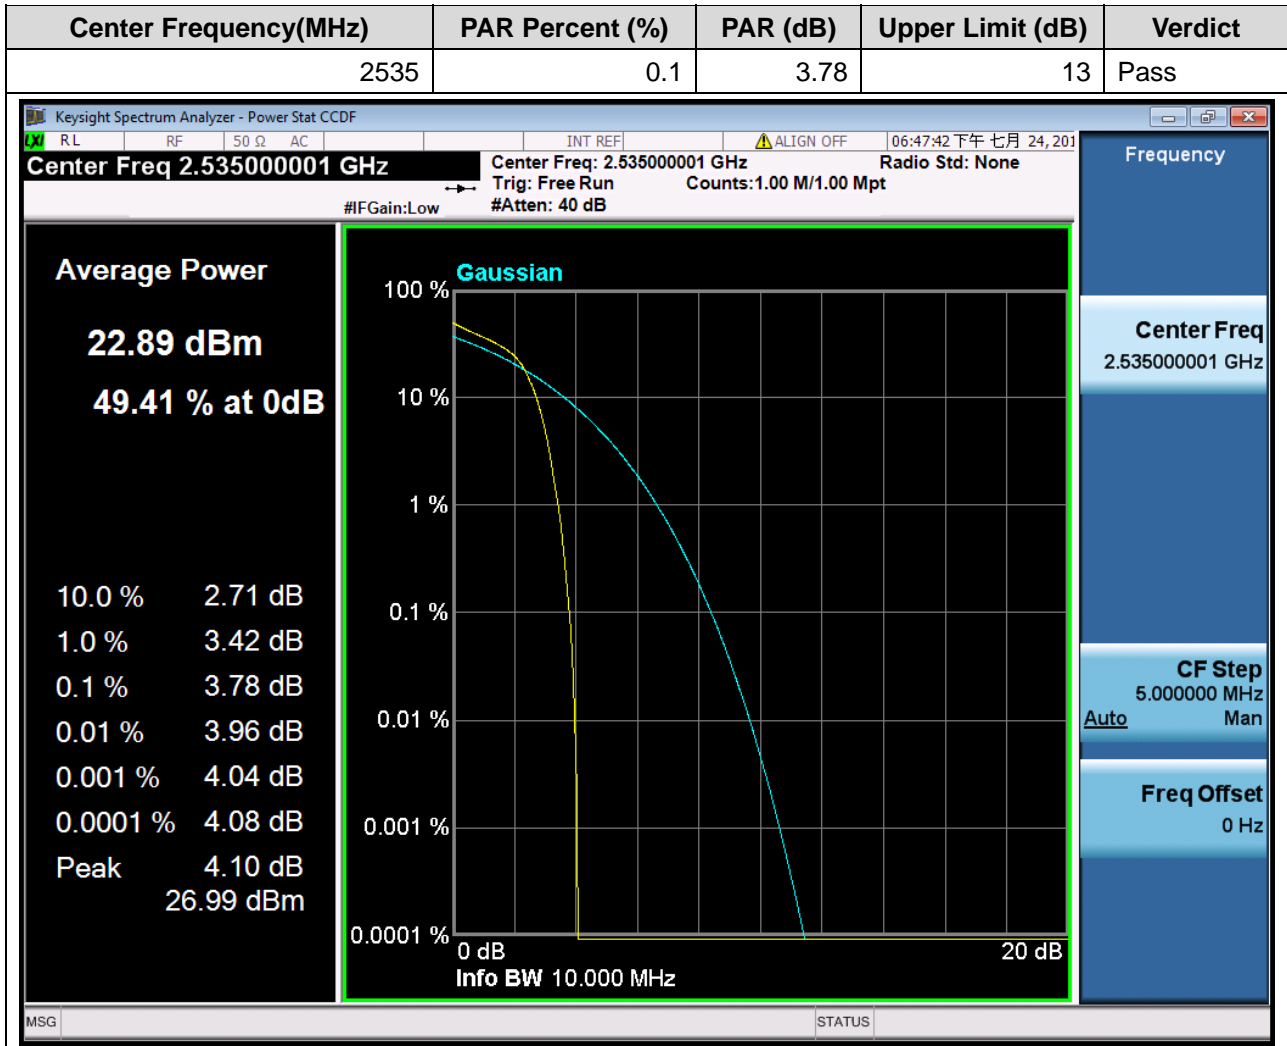 Center Frequency(MHz) PAR Percent (%) PAR (dB) Upper Limit (dB) Verdict
2535 0.1 3.78 13 Pass
Keysight Spectrum Analyzer - Power Stat CCDF
LXI RL RF 50 Ω AC INT REF ALIGN OFF 06:47:42 下午 七月 24, 201
Center Freq 2.535000001 GHz
#IFGain:Low
Center Freq: 2.535000001 GHz Radio Std: None
Trig: Free Run Counts:1.00 M/1.00 Mpt
#Atten: 40 dB
Average Power
22.89 dBm
49.41 % at 0dB
10.0 % 2.71 dB
1.0 % 3.42 dB
0.1 % 3.78 dB
0.01 % 3.96 dB
0.001 % 4.04 dB
0.0001 % 4.08 dB
Peak 4.10 dB
26.99 dBm
Gaussian
100 %
10 %
1 %
0.1 %
0.01 %
0.001 %
0.0001 %
0 dB 20 dB
Info BW 10.000 MHz
Frequency
Center Freq
2.535000001 GHz
CF Step
5.000000 MHz
Auto Man
Freq Offset
0 Hz
MSG STATUS